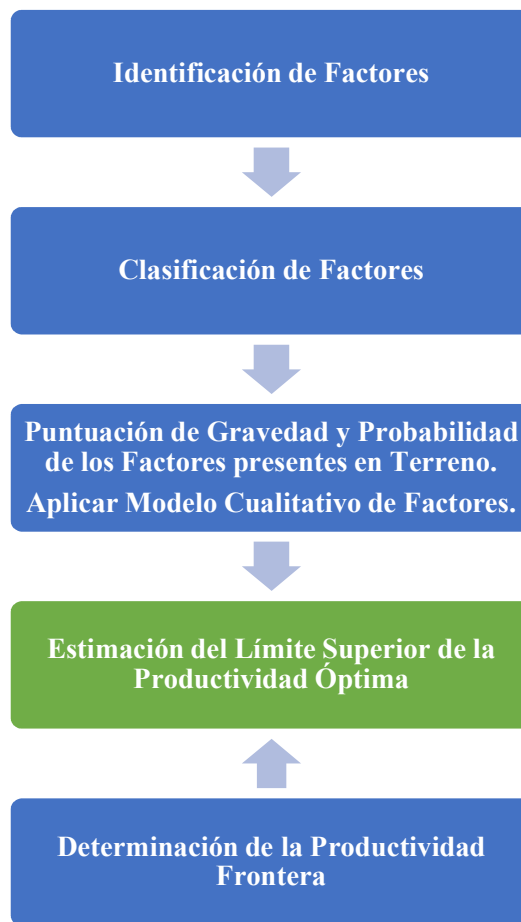 Identificación de Factores
Clasificación de Factores
Puntuación de Gravedad y Probabilidad
de los Factores presentes en Terreno.
Aplicar Modelo Cualitativo de Factores.
Estimación del Límite Superior de la
Productividad Óptima
Determinación de la Productividad
Frontera